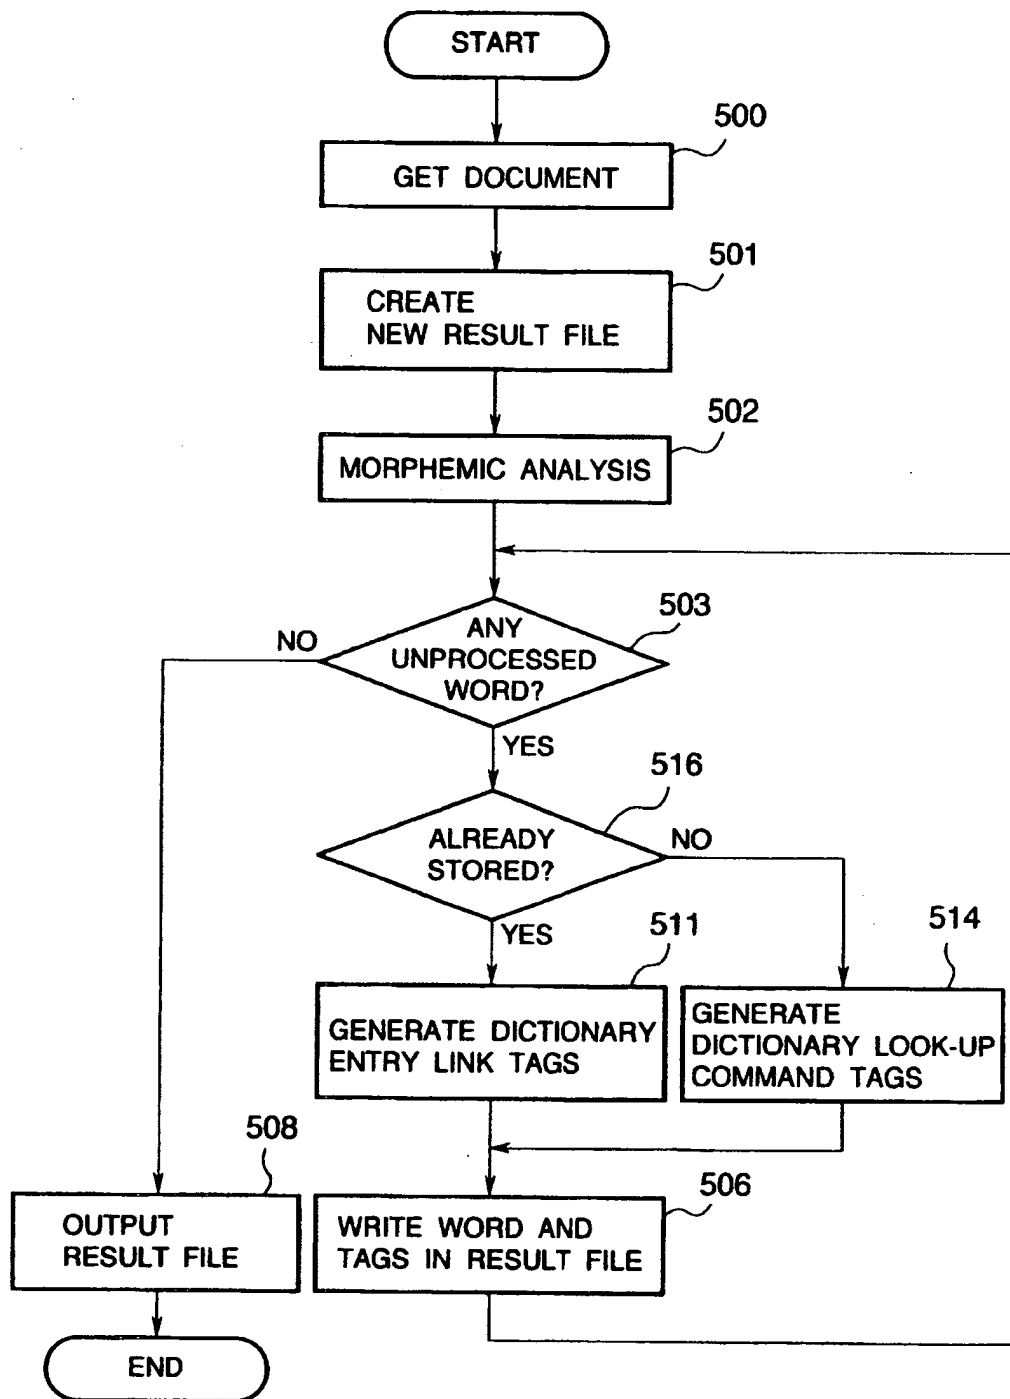 START
500
GET DOCUMENT
501
CREATE
NEW RESULT FILE
502
MORPHEMIC ANALYSIS
503
NO
ANY
UNPROCESSED
WORD?
YES
516
ALREADY
STORED?
NO
YES
511
514
GENERATE DICTIONARY
ENTRY LINK TAGS
GENERATE
DICTIONARY LOOK-UP
COMMAND TAGS
508
506
OUTPUT
RESULT FILE
WRITE WORD AND
TAGS IN RESULT FILE
END